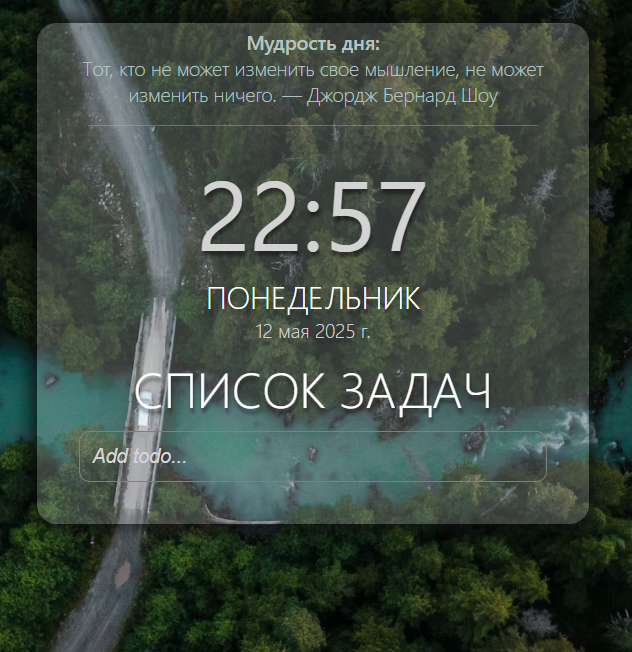 Мудрость дня:
Тот, кто не может изменить свое мышление, не может
изменить ничего. — Джордж Бернард Шоу
22:57
ПОНЕДЕЛЬНИК
12 мая 2025 г.
СПИСОК ЗАДАЧ
Add todo...